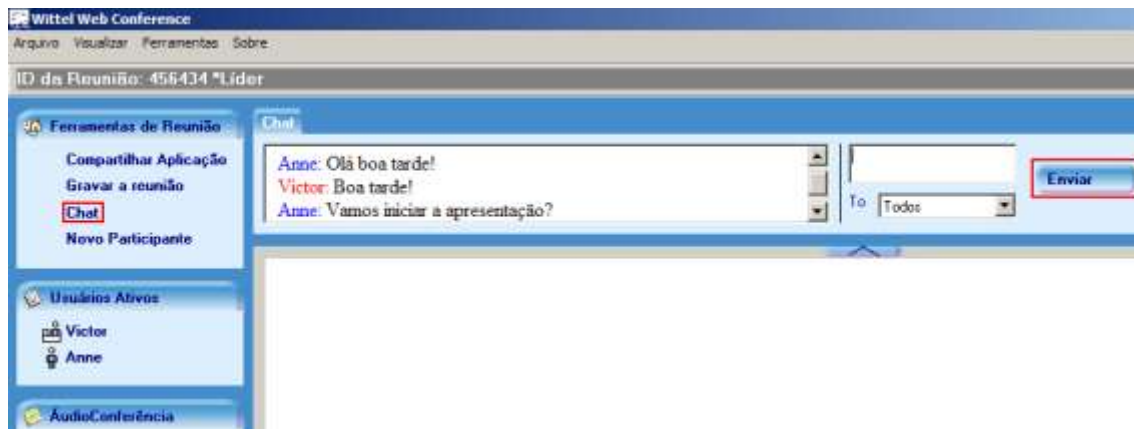 Wittel Web Conference
Arquivo Visualizar Ferramentas Sobre
ID da Reunião: 456434 *Líder
Ferramentas de Reunião
Compartilhar Aplicação
Gravar a reunião
Chat
Novo Participante
Usuários Ativos
Victor
Anne
ÁudioConferência
Chat
Anne: Olá boa tarde!
Victor: Boa tarde!
Anne: Vamos iniciar a apresentação?
To Todos
Enviar